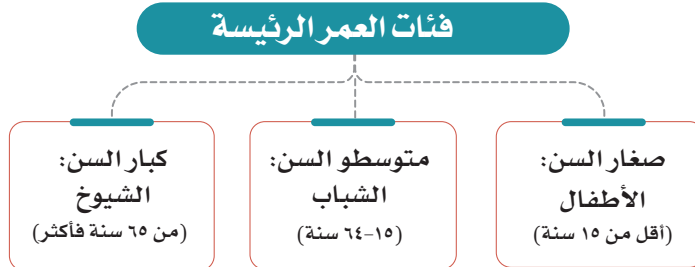 فئات العمر الرئيسة
صغار السن:
الأطفال
(أقل من ١٥ سنة)
متوسطو السن:
الشباب
(١٥-٦٤ سنة)
كبار السن:
الشيوخ
(من ٦٥ سنة فأكثر)